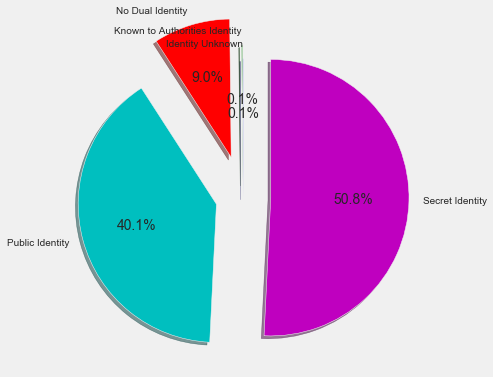 No Dual Identity
Known to Authorities Identity
Identity Unknown
9.0%
0.1%
0.1%
50.8%
Secret Identity
40.1%
Public Identity